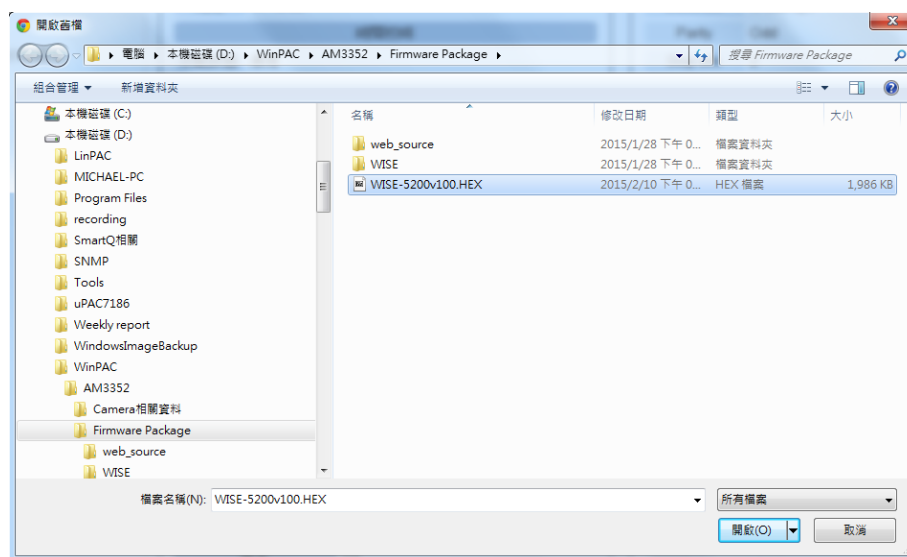 開啟舊檔
電腦 ▸ 本機磁碟 (D:) ▸ WinPAC ▸ AM3352 ▸ Firmware Package ▸
搜尋 Firmware Package
組合管理 ▼ 新增資料夾
本機磁碟 (C:)
本機磁碟 (D:)
LinPAC
MICHAEL-PC
Program Files
recording
SmartQ相關
SNMP
Tools
uPAC7186
Weekly report
WindowsImageBackup
WinPAC
AM3352
Camera相關資料
Firmware Package
web_source
WISE
名稱 修改日期 類型 大小
web_source 2015/1/28 下午 0... 檔案資料夾
WISE 2015/1/28 下午 0... 檔案資料夾
WISE-5200v100.HEX 2015/2/10 下午 0... HEX 檔案 1,986 KB
檔案名稱(N): WISE-5200v100.HEX
所有檔案
開啟(O) 取消